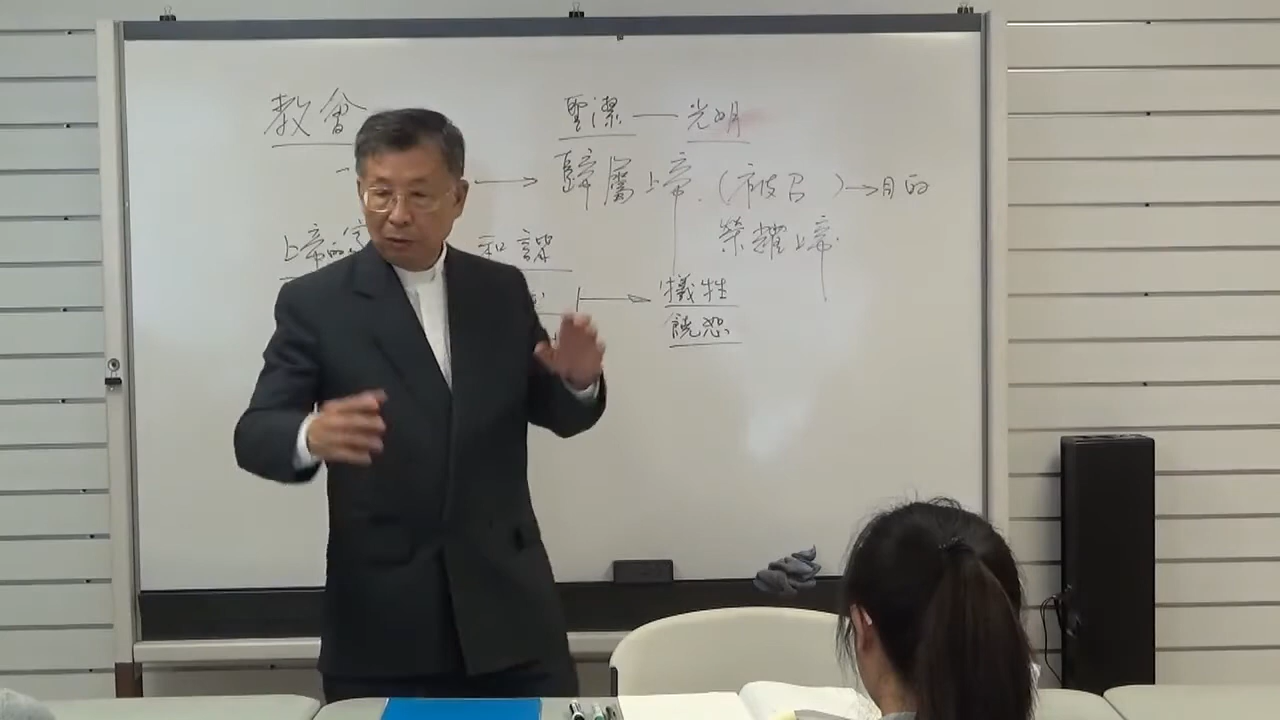 教會 聖潔 — 光明
→ 歸屬上帝 (被召) → 目的
上帝的 和諧 榮耀上帝
→ 犧牲
饒恕